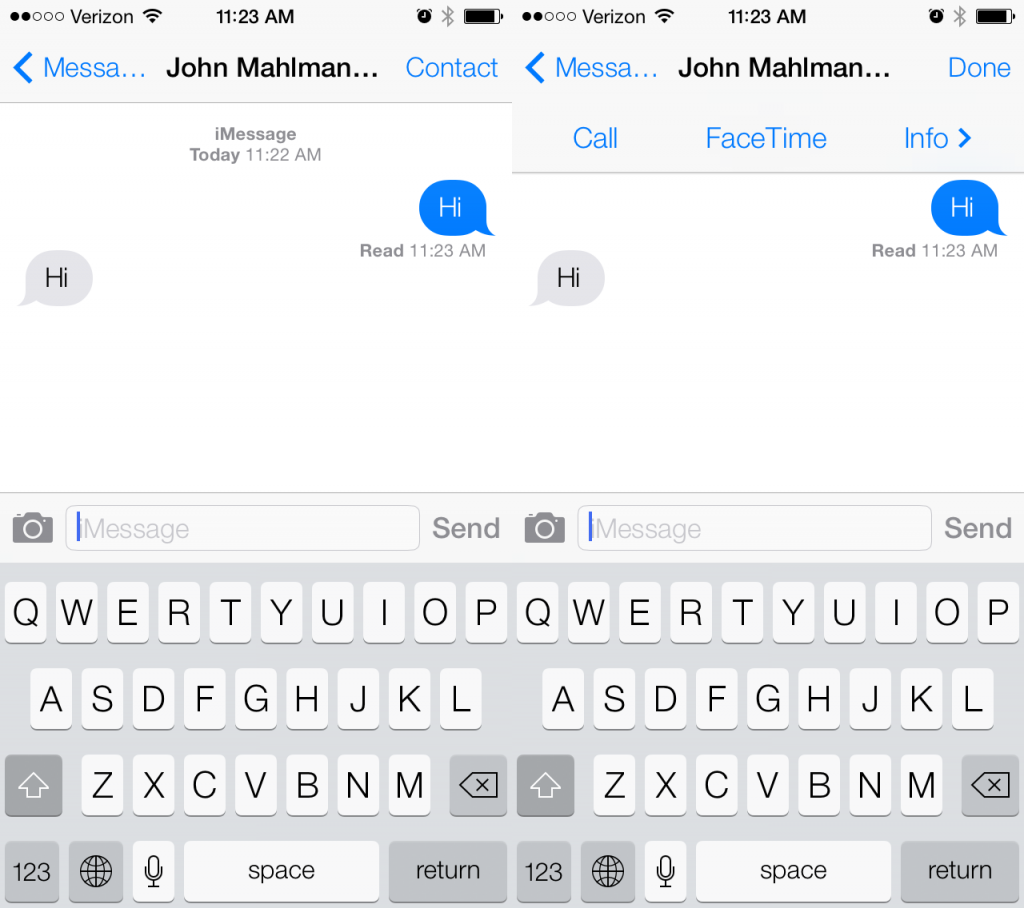 Verizon 11:23 AM
Messa... John Mahlman... Contact
iMessage
Today 11:22 AM
Hi
Read 11:23 AM
Hi
iMessage Send
Q W E R T Y U I O P
A S D F G H J K L
Z X C V B N M
123 space return
Verizon 11:23 AM
Messa... John Mahlman... Done
Call FaceTime Info
Hi
Read 11:23 AM
Hi
iMessage Send
Q W E R T Y U I O P
A S D F G H J K L
Z X C V B N M
123 space return